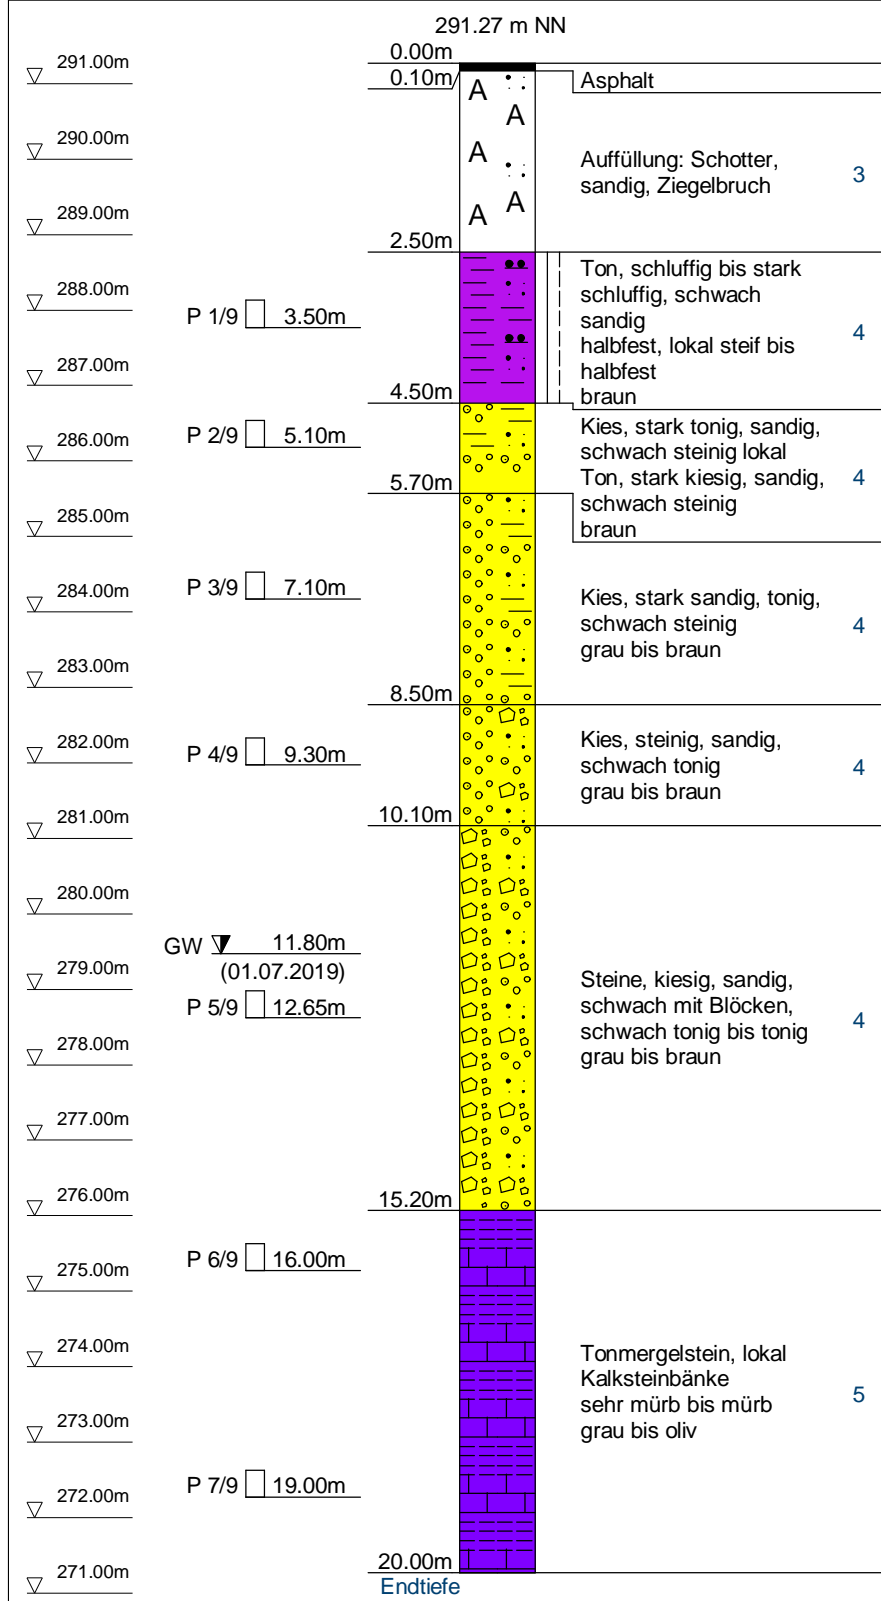 291.27 m NN
0.00m
291.00m
0.10m
A
Asphalt
A
290.00m
A
Auffüllung: Schotter,
sandig, Ziegelbruch
3
289.00m
A
A
2.50m
288.00m
Ton, schluffig bis stark
schluffig, schwach
sandig
halbfest, lokal steif bis
halbfest
braun
4
P 1/9
3.50m
287.00m
4.50m
286.00m
P 2/9
5.10m
Kies, stark tonig, sandig,
schwach steinig lokal
Ton, stark kiesig, sandig,
schwach steinig
braun
4
5.70m
285.00m
284.00m
P 3/9
7.10m
Kies, stark sandig, tonig,
schwach steinig
grau bis braun
4
283.00m
8.50m
282.00m
P 4/9
9.30m
Kies, steinig, sandig,
schwach tonig
grau bis braun
4
281.00m
10.10m
280.00m
GW
11.80m
(01.07.2019)
279.00m
P 5/9
12.65m
Steine, kiesig, sandig,
schwach mit Blöcken,
schwach tonig bis tonig
grau bis braun
4
278.00m
277.00m
276.00m
15.20m
P 6/9
16.00m
275.00m
274.00m
Tonmergelstein, lokal
Kalksteinbänke
sehr mürb bis mürb
grau bis oliv
5
273.00m
P 7/9
19.00m
272.00m
20.00m
271.00m
Endtiefe